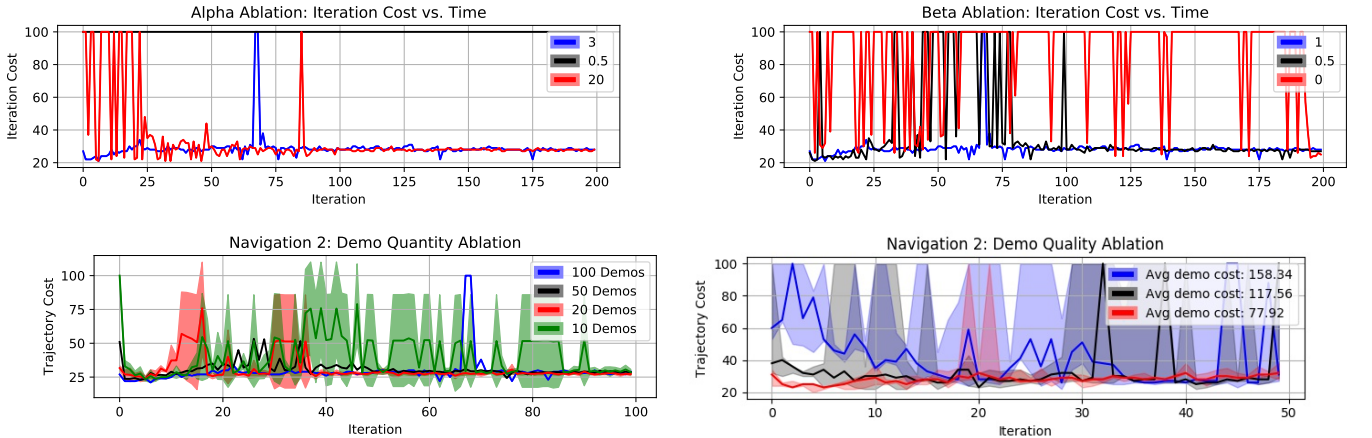 Alpha Ablation: Iteration Cost vs. Time
Iteration Cost
100
80
60
40
20
3
0.5
20
0 25 50 75 100 125 150 175 200
Iteration
Beta Ablation: Iteration Cost vs. Time
Iteration Cost
100
80
60
40
20
1
0.5
0
0 25 50 75 100 125 150 175 200
Iteration
Navigation 2: Demo Quantity Ablation
Trajectory Cost
100
75
50
25
100 Demos
50 Demos
20 Demos
10 Demos
0 20 40 60 80 100
Iteration
Navigation 2: Demo Quality Ablation
Trajectory Cost
100
80
60
40
20
Avg demo cost: 158.34
Avg demo cost: 117.56
Avg demo cost: 77.92
0 10 20 30 40 50
Iteration